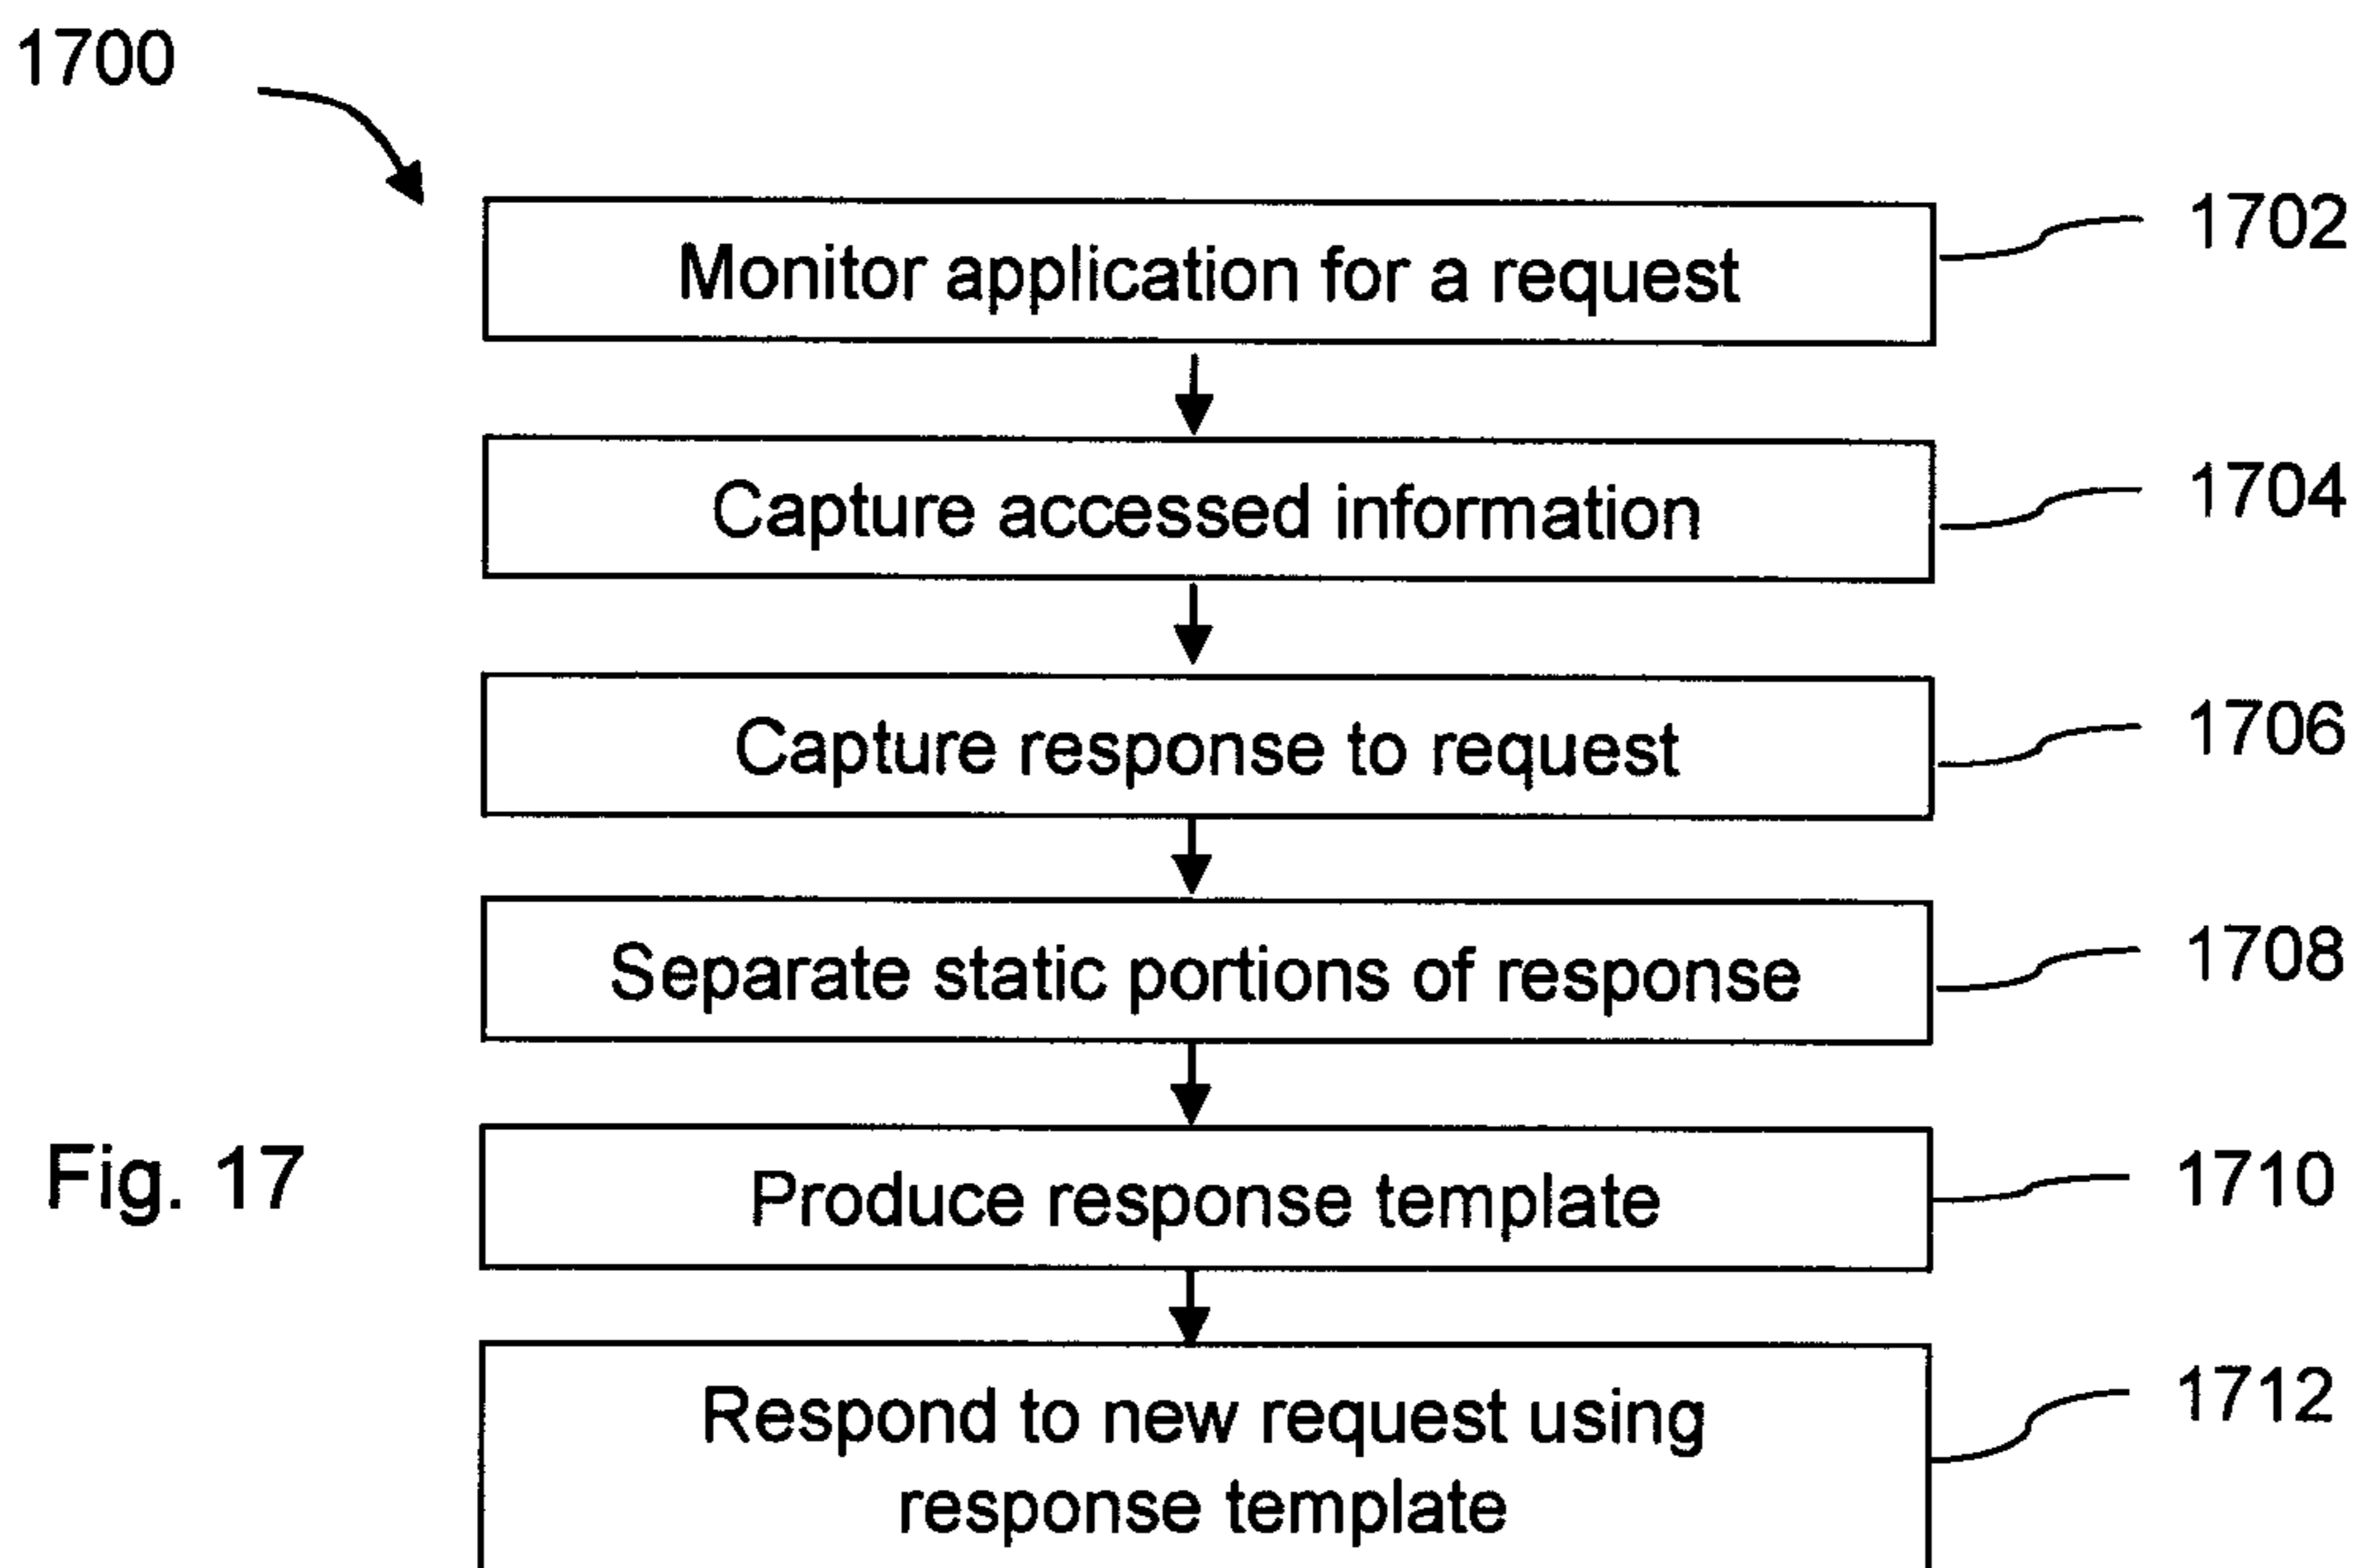 1700
Monitor application for a request
1702
Capture accessed information
1704
Capture response to request
1706
Separate static portions of response
1708
Fig. 17
Produce response template
1710
Respond to new request using
response template
1712